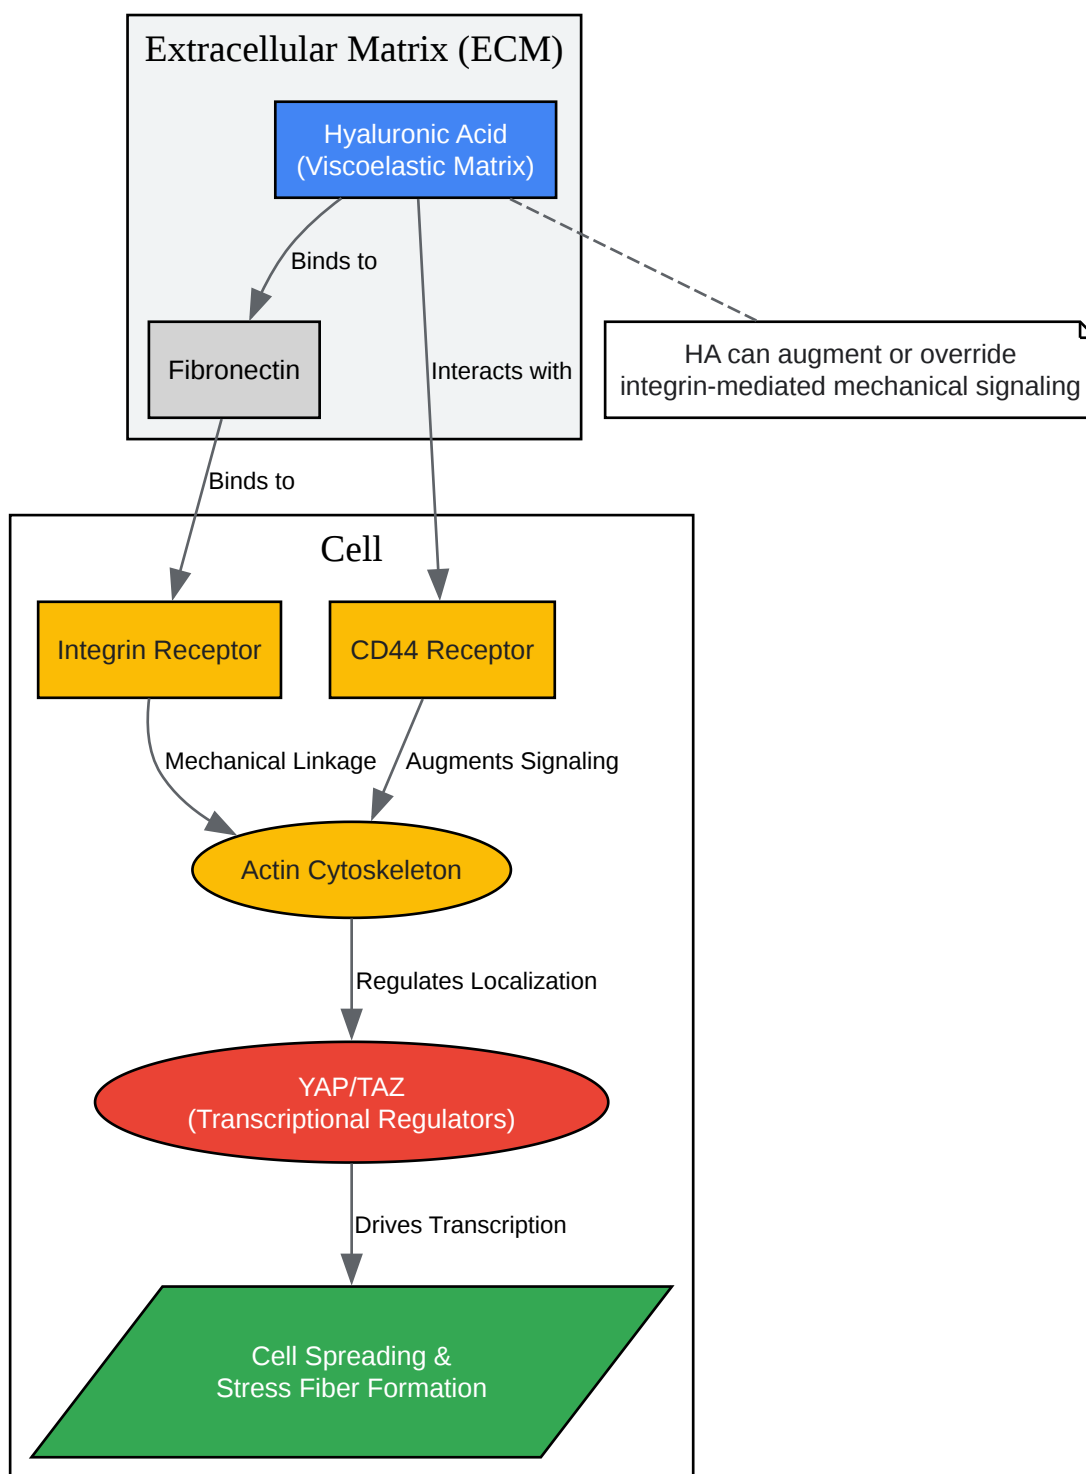 Extracellular Matrix (ECM)
Hyaluronic Acid
(Viscoelastic Matrix)
Binds to
Fibronectin
Interacts with
HA can augment or override
integrin-mediated mechanical signaling
Binds to
Cell
Integrin Receptor
CD44 Receptor
Mechanical Linkage
Augments Signaling
Actin Cytoskeleton
Regulates Localization
YAP/TAZ
(Transcriptional Regulators)
Drives Transcription
Cell Spreading &
Stress Fiber Formation